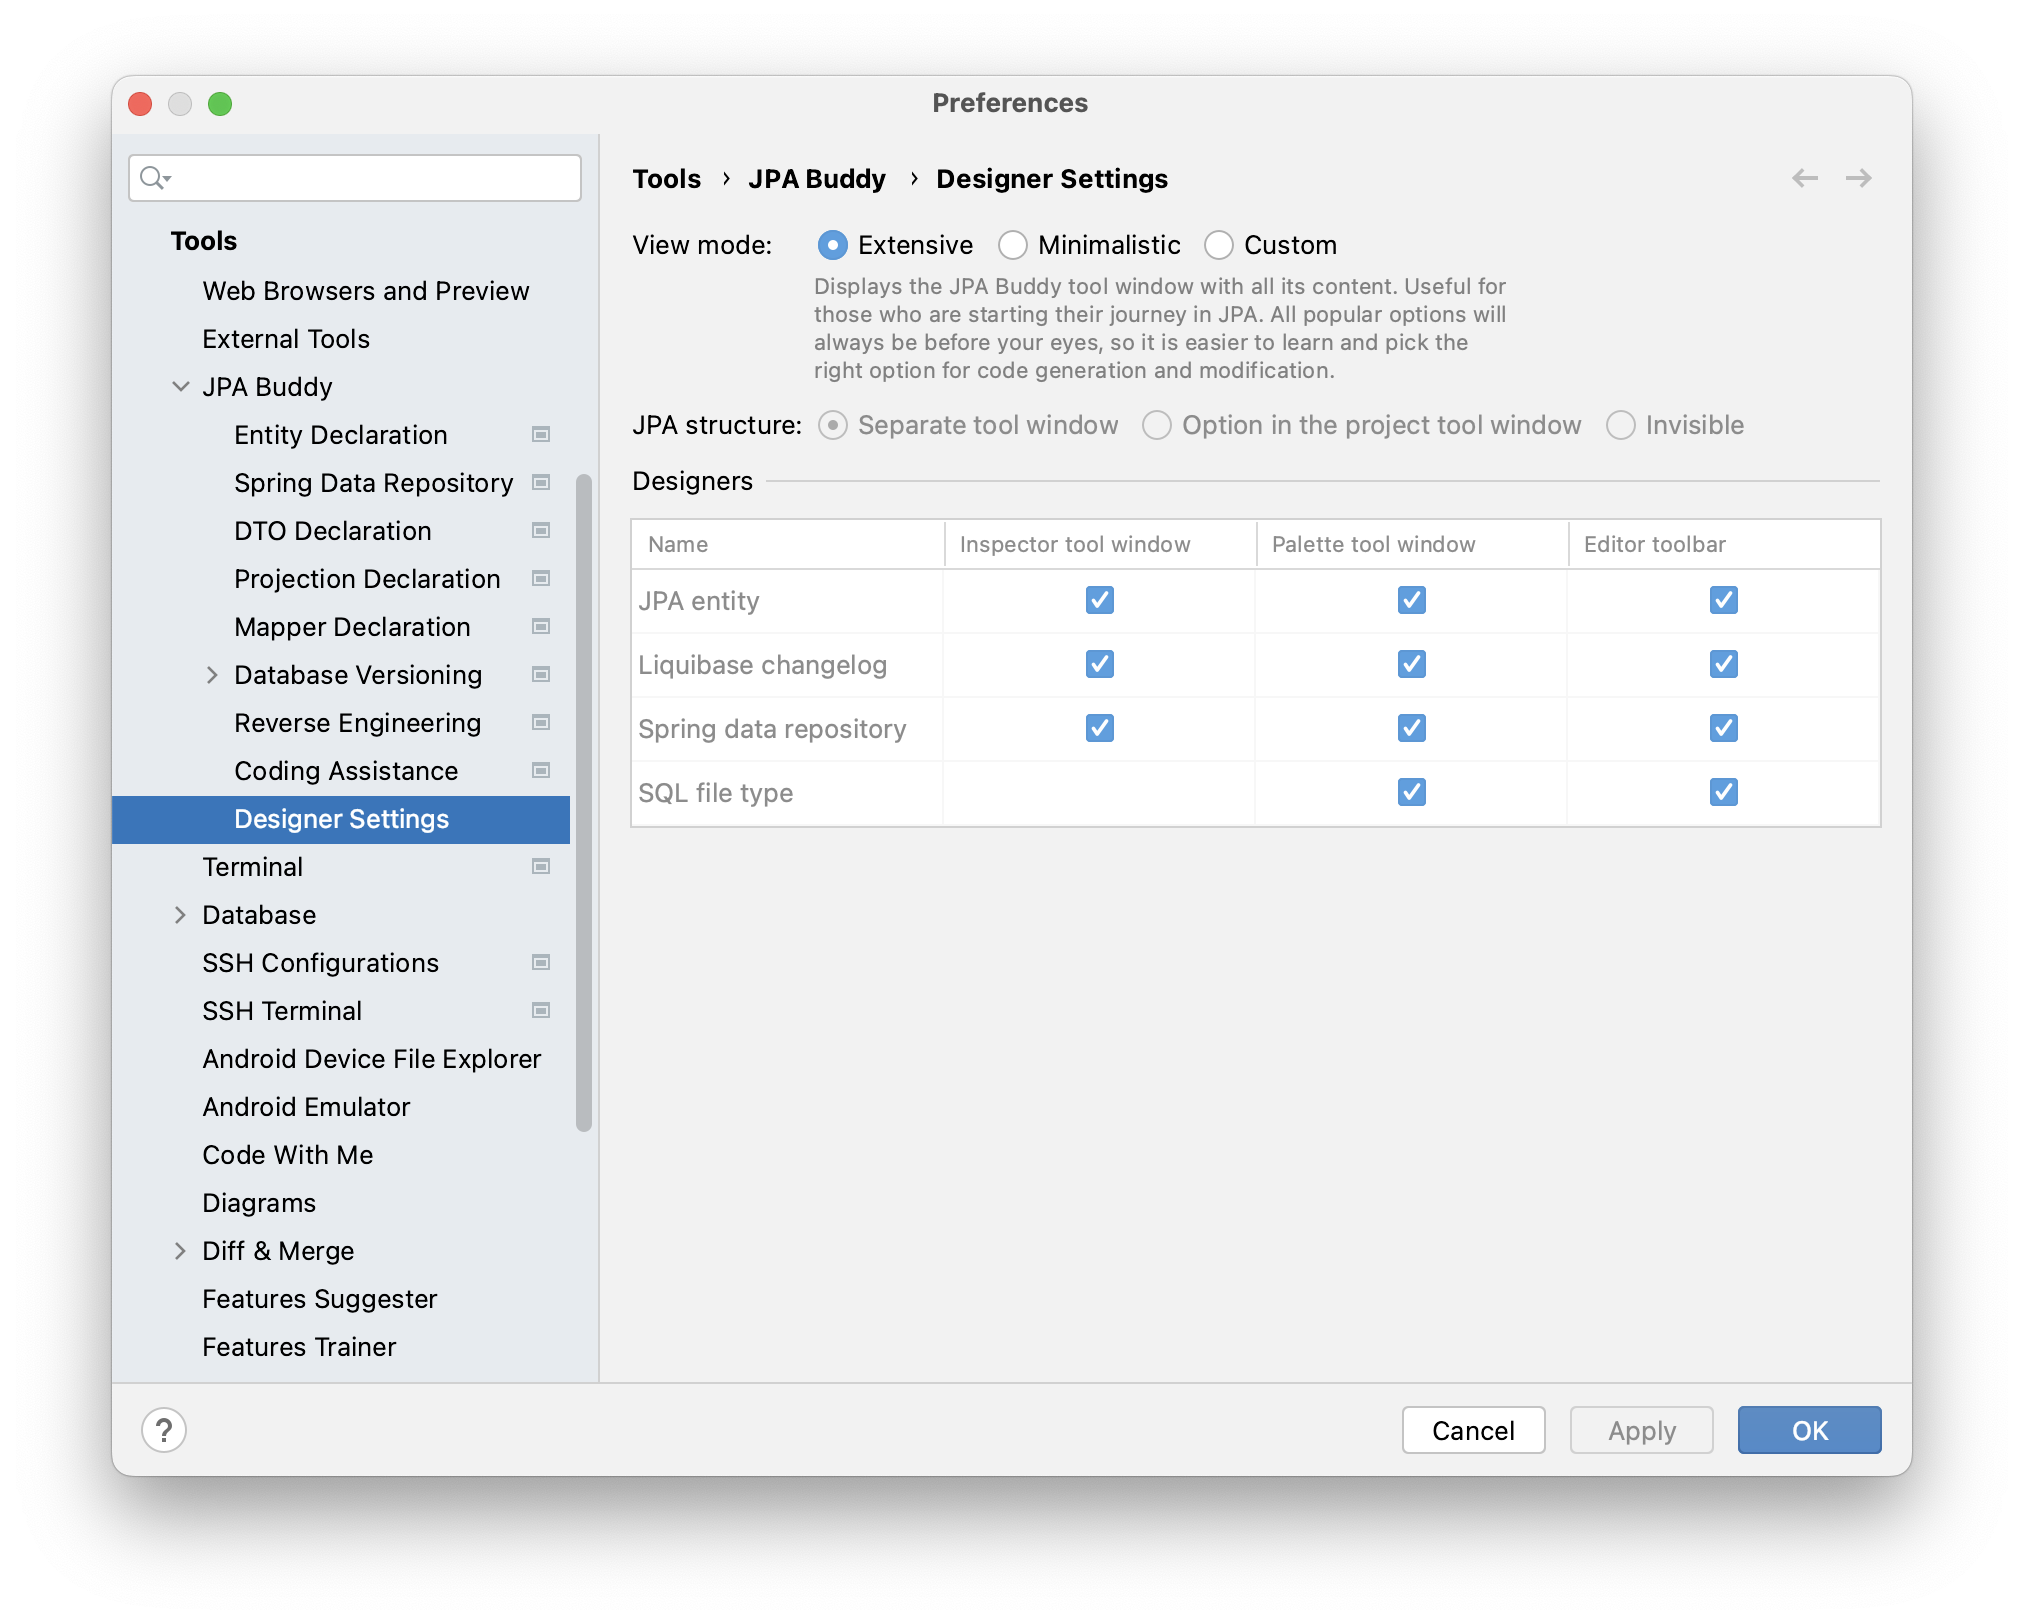 Preferences
Tools
Web Browsers and Preview
External Tools
JPA Buddy
Entity Declaration
Spring Data Repository
DTO Declaration
Projection Declaration
Mapper Declaration
Database Versioning
Reverse Engineering
Coding Assistance
Designer Settings
Terminal
Database
SSH Configurations
SSH Terminal
Android Device File Explorer
Android Emulator
Code With Me
Diagrams
Diff & Merge
Features Suggester
Features Trainer
Tools › JPA Buddy › Designer Settings
View mode: Extensive Minimalistic Custom
Displays the JPA Buddy tool window with all its content. Useful for
those who are starting their journey in JPA. All popular options will
always be before your eyes, so it is easier to learn and pick the
right option for code generation and modification.
JPA structure: Separate tool window Option in the project tool window Invisible
Designers
Name Inspector tool window Palette tool window Editor toolbar
JPA entity
Liquibase changelog
Spring data repository
SQL file type
? Cancel Apply OK